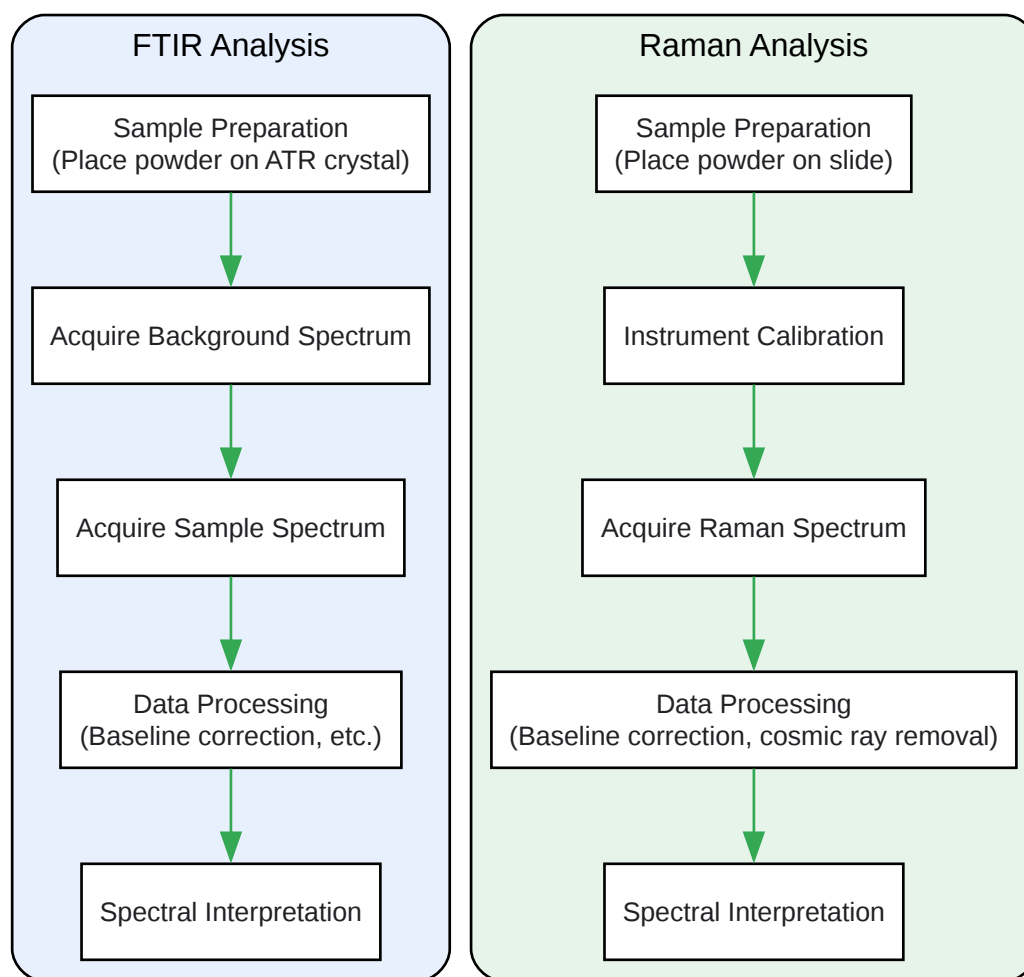 FTIR Analysis
Sample Preparation
(Place powder on ATR crystal)
Acquire Background Spectrum
Acquire Sample Spectrum
Data Processing
(Baseline correction, etc.)
Spectral Interpretation
Raman Analysis
Sample Preparation
(Place powder on slide)
Instrument Calibration
Acquire Raman Spectrum
Data Processing
(Baseline correction, cosmic ray removal)
Spectral Interpretation